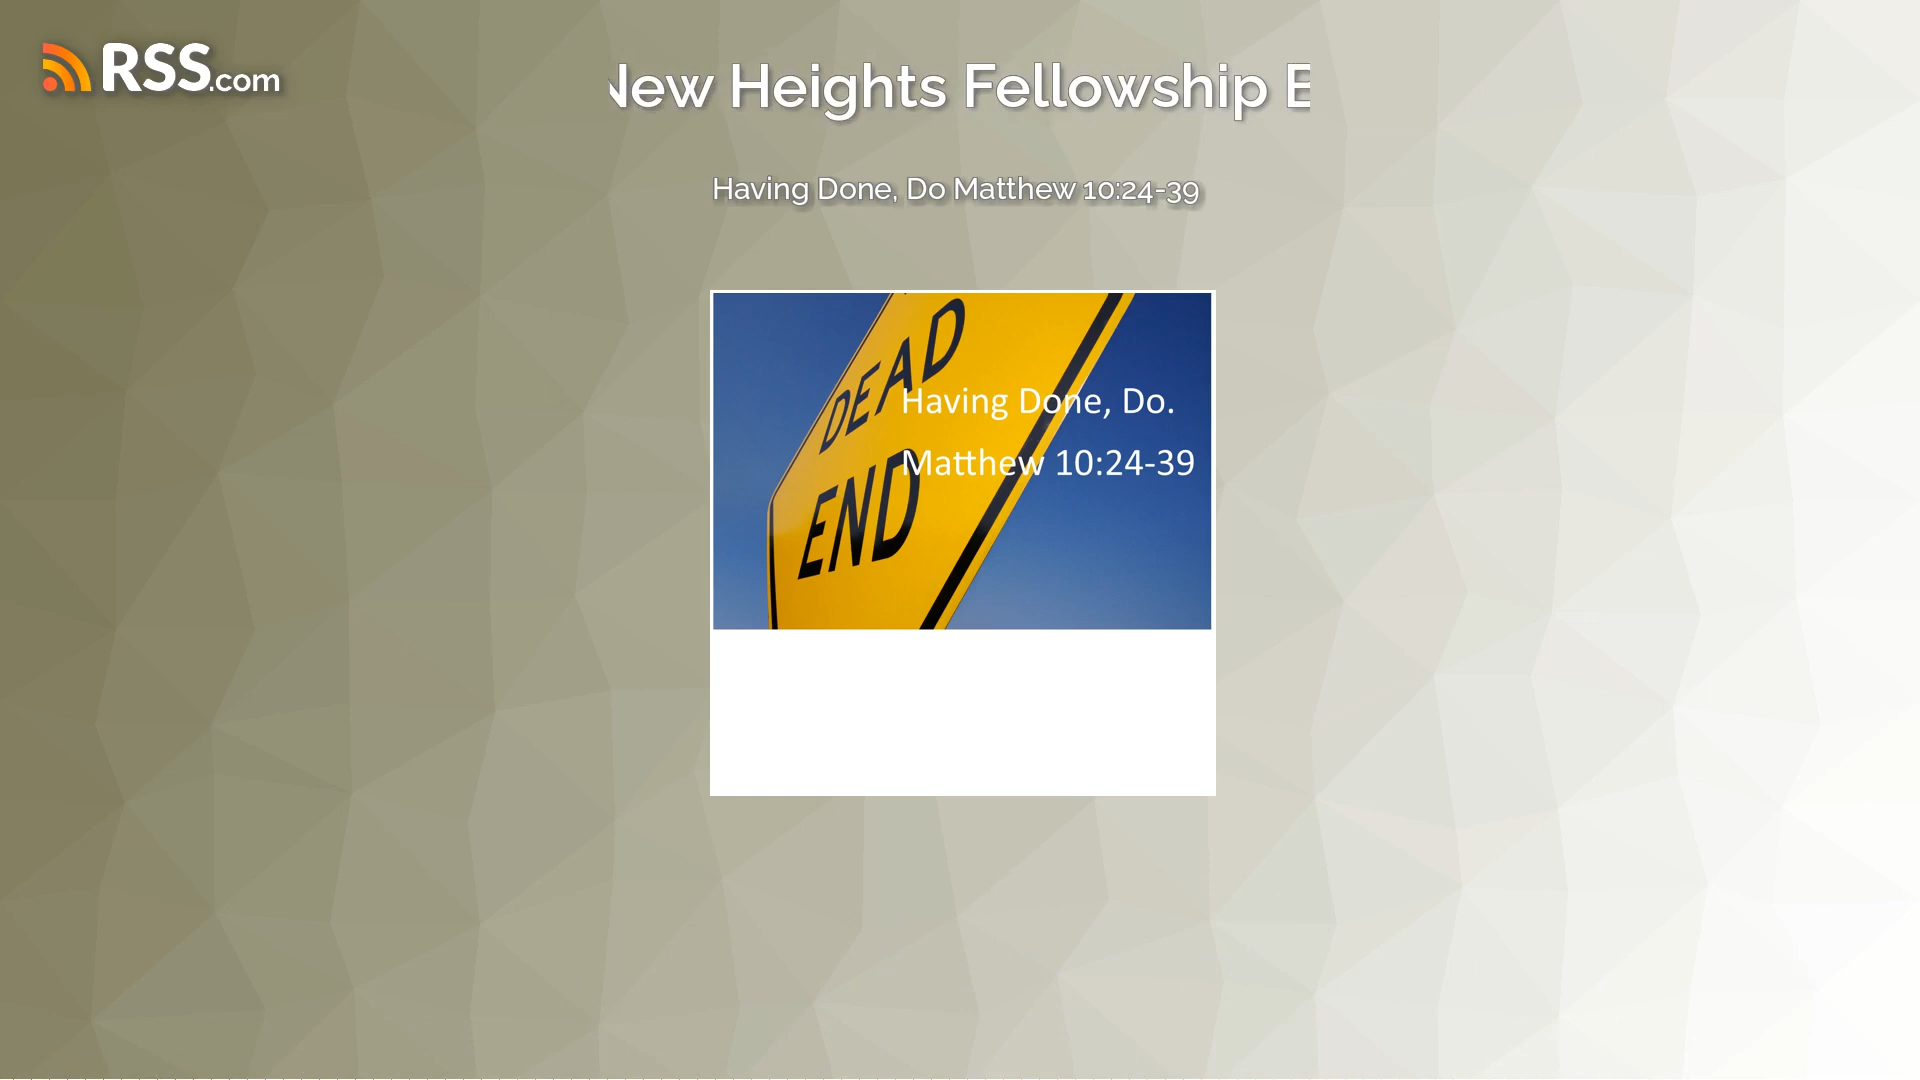 RSS.com
New Heights Fellowship
Having Done, Do Matthew 10:24-39
DEAD
Having Done, Do.
Matthew 10:24-39
END